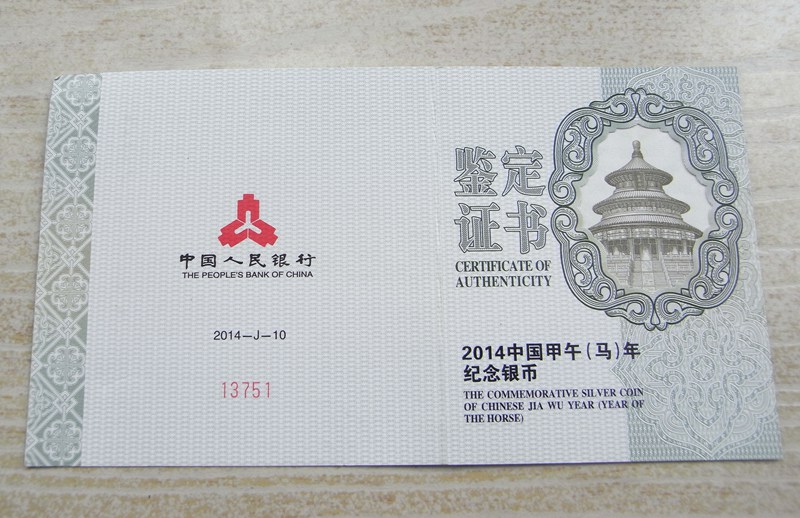 中国人民银行
THE PEOPLE'S BANK OF CHINA
2014－J－10
13751
鉴定
证书
CERTIFICATE OF
AUTHENTICITY
2014中国甲午（马）年
纪念银币
THE COMMEMORATIVE SILVER COIN
OF CHINESE JIA WU YEAR (YEAR OF
THE HORSE)